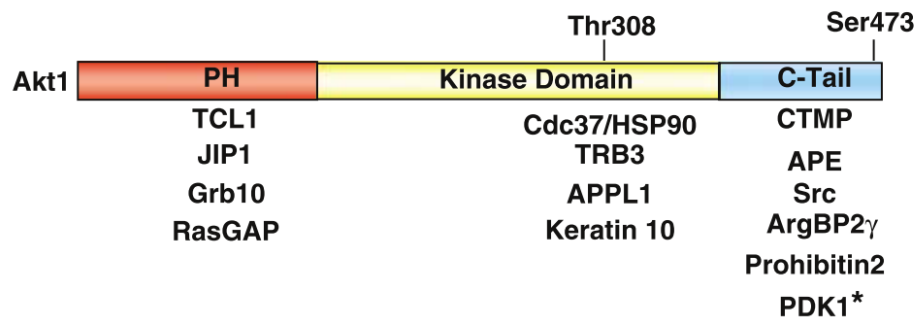 Thr308
Ser473
Akt1
PH
Kinase Domain
C-Tail
TCL1
JIP1
Grb10
RasGAP
Cdc37/HSP90
TRB3
APPL1
Keratin 10
CTMP
APE
Src
ArgBP2γ
Prohibitin2
PDK1*